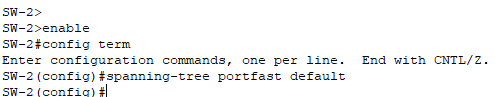 SW-2>
SW-2>enable
SW-2#config term
Enter configuration commands, one per line.  End with CNTL/Z.
SW-2(config)#spanning-tree portfast default
SW-2(config)#